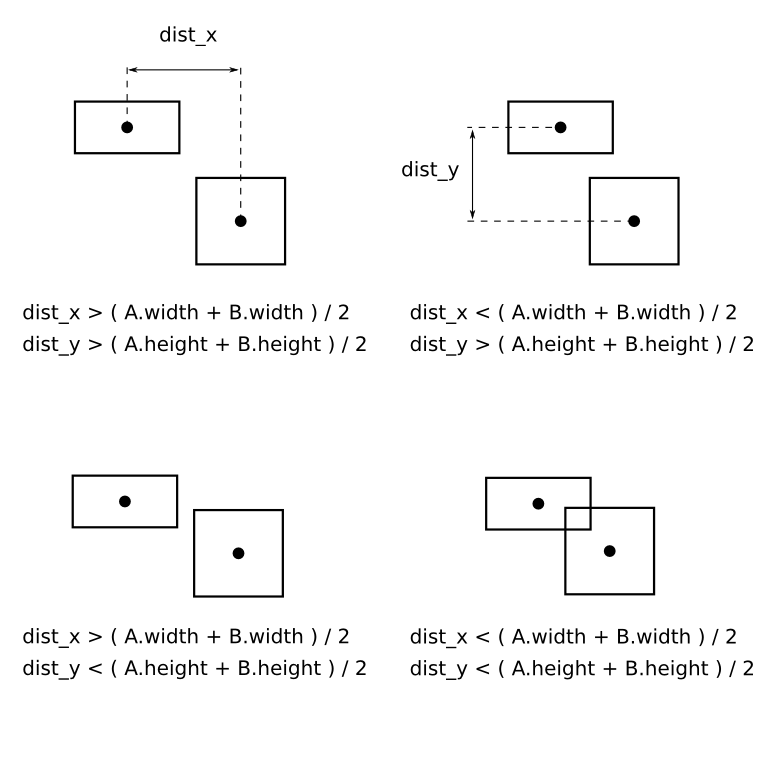 dist_x
dist_y
dist_x > ( A.width + B.width ) / 2
dist_y > ( A.height + B.height ) / 2
dist_x < ( A.width + B.width ) / 2
dist_y > ( A.height + B.height ) / 2
dist_x > ( A.width + B.width ) / 2
dist_y < ( A.height + B.height ) / 2
dist_x < ( A.width + B.width ) / 2
dist_y < ( A.height + B.height ) / 2